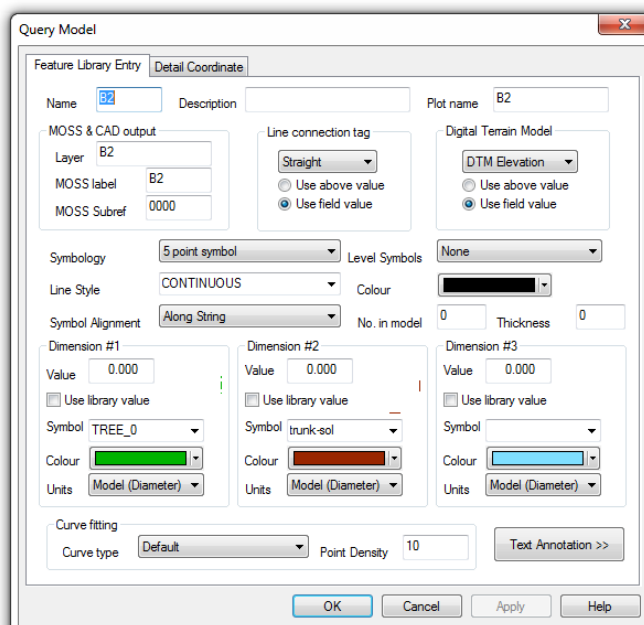 Query Model
Feature Library Entry Detail Coordinate
Name B2 Description Plot name B2
MOSS & CAD output Line connection tag Digital Terrain Model
Layer B2 Straight DTM Elevation
MOSS label B2 Use above value Use above value
MOSS Subref 0000 Use field value Use field value
Symbology 5 point symbol Level Symbols None
Line Style CONTINUOUS Colour
Symbol Alignment Along String No. in model 0 Thickness 0
Dimension #1 Dimension #2 Dimension #3
Value 0.000 Value 0.000 Value 0.000
Use library value Use library value Use library value
Symbol TREE_0 Symbol trunk-sol Symbol
Colour Colour Colour
Units Model (Diameter) Units Model (Diameter) Units Model (Diameter)
Curve fitting
Curve type Default Point Density 10 Text Annotation >>
OK Cancel Apply Help